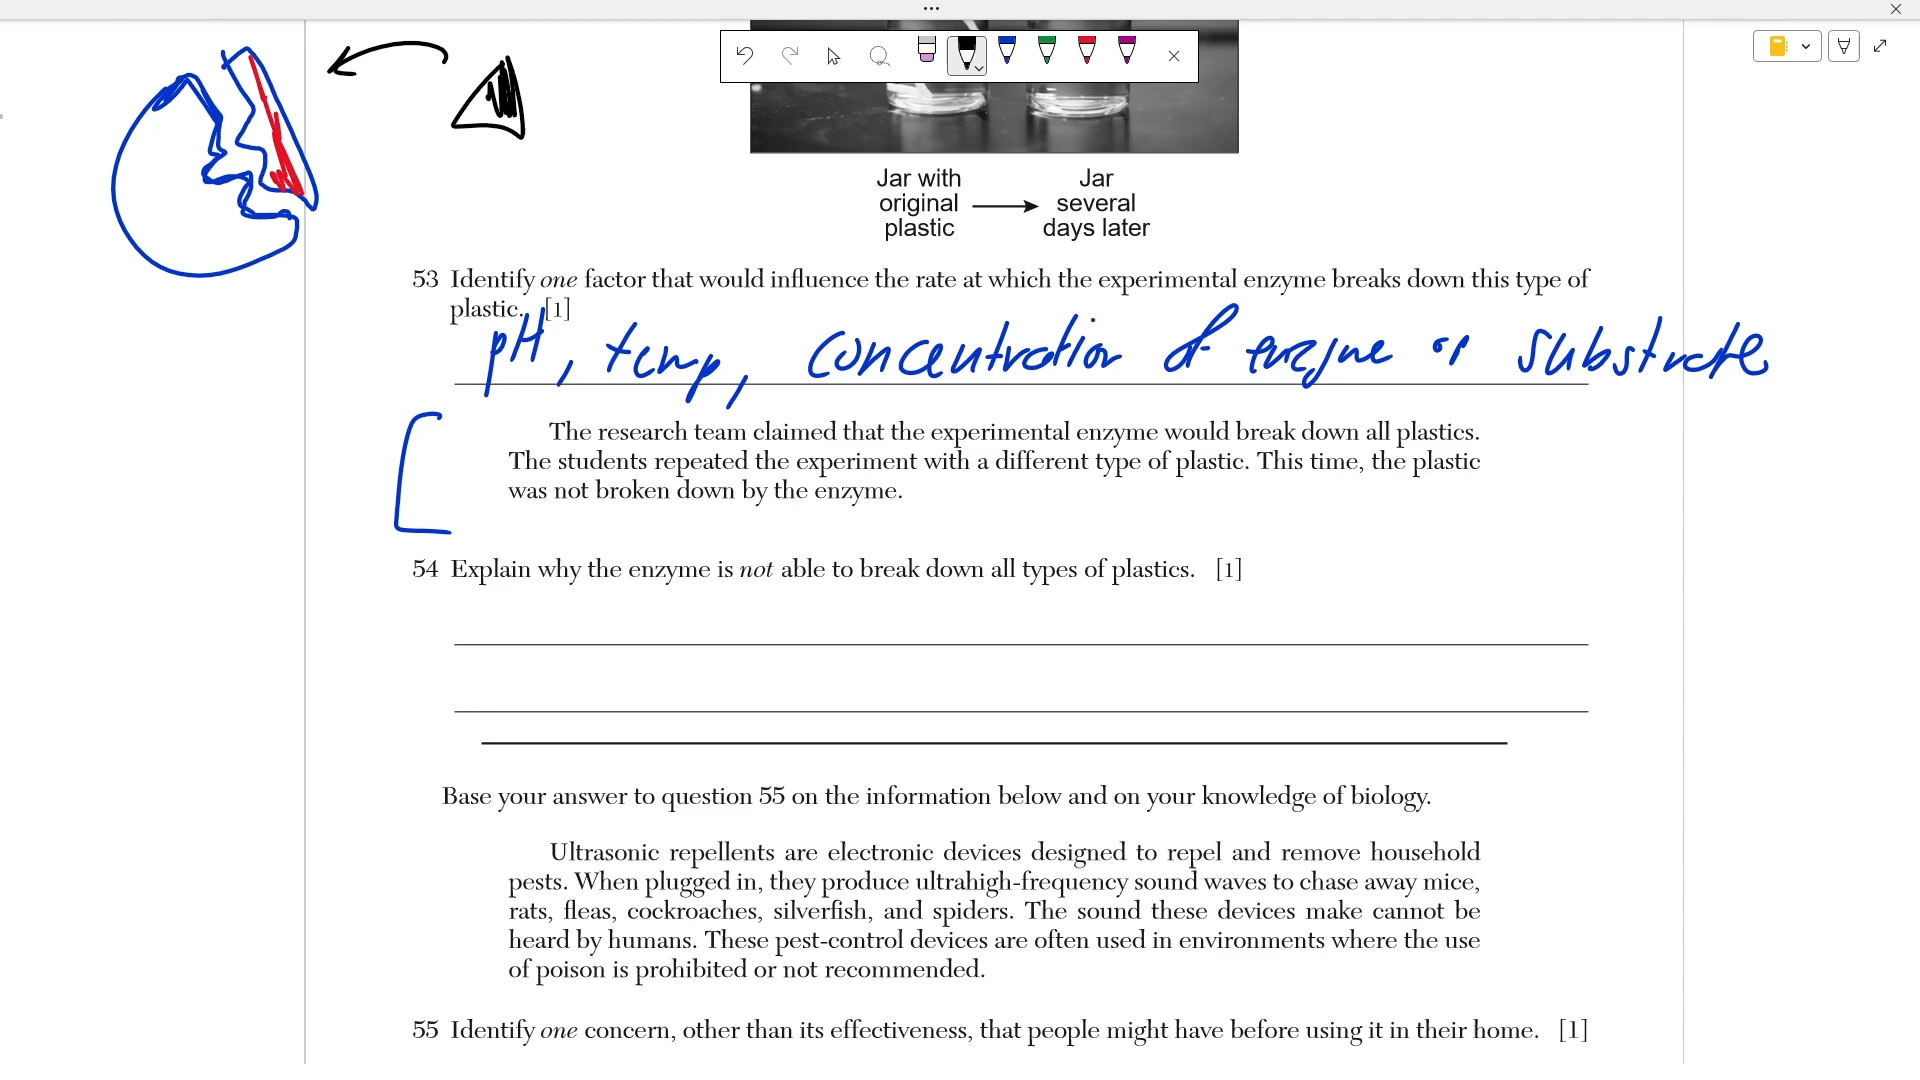 Jar with
original
plastic
Jar
several
days later
53 Identify one factor that would influence the rate at which the experimental enzyme breaks down this type of
plastic. [1]
pH, temp, concentration of enzyme or substrate
The research team claimed that the experimental enzyme would break down all plastics.
The students repeated the experiment with a different type of plastic. This time, the plastic
was not broken down by the enzyme.
54 Explain why the enzyme is not able to break down all types of plastics. [1]
Base your answer to question 55 on the information below and on your knowledge of biology.
Ultrasonic repellents are electronic devices designed to repel and remove household
pests. When plugged in, they produce ultrahigh-frequency sound waves to chase away mice,
rats, fleas, cockroaches, silverfish, and spiders. The sound these devices make cannot be
heard by humans. These pest-control devices are often used in environments where the use
of poison is prohibited or not recommended.
55 Identify one concern, other than its effectiveness, that people might have before using it in their home. [1]